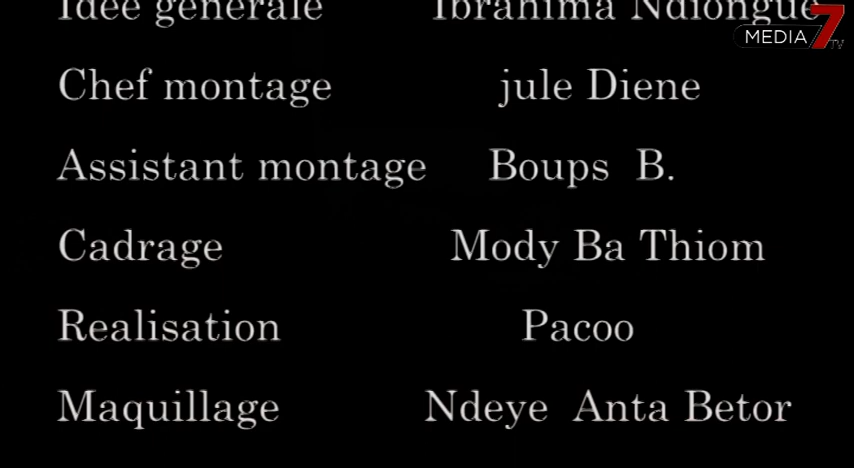 Idee generale Ibrahima Ndiongue
MEDIA 7 TV
Chef montage jule Diene
Assistant montage Boups B.
Cadrage Mody Ba Thiom
Realisation Pacoo
Maquillage Ndeye Anta Betor